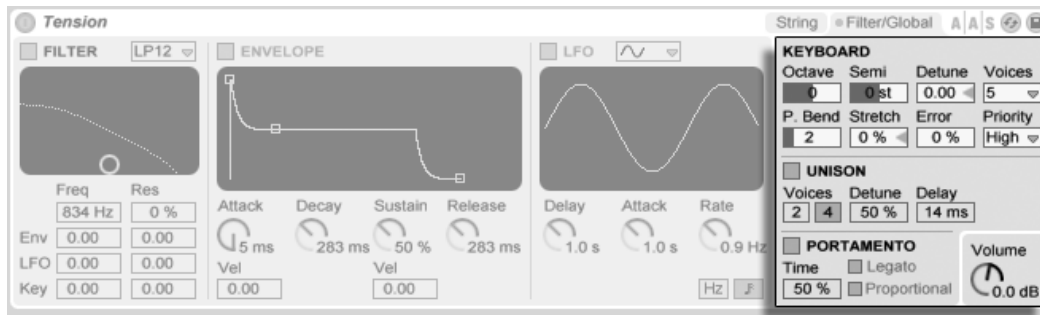 Tension
String Filter/Global A A S
FILTER LP12
Freq Res
834 Hz 0 %
Env 0.00 0.00
LFO 0.00 0.00
Key 0.00 0.00
ENVELOPE
Attack Decay Sustain Release
5 ms 283 ms 50 % 283 ms
Vel Vel
0.00 0.00
LFO
Delay Attack Rate
1.0 s 1.0 s 0.9 Hz
Hz
KEYBOARD
Octave Semi Detune Voices
0 0 st 0.00 5
P. Bend Stretch Error Priority
2 0 % 0 % High
UNISON
Voices Detune Delay
2 4 50 % 14 ms
PORTAMENTO
Time Legato
50 % Proportional
Volume
0.0 dB